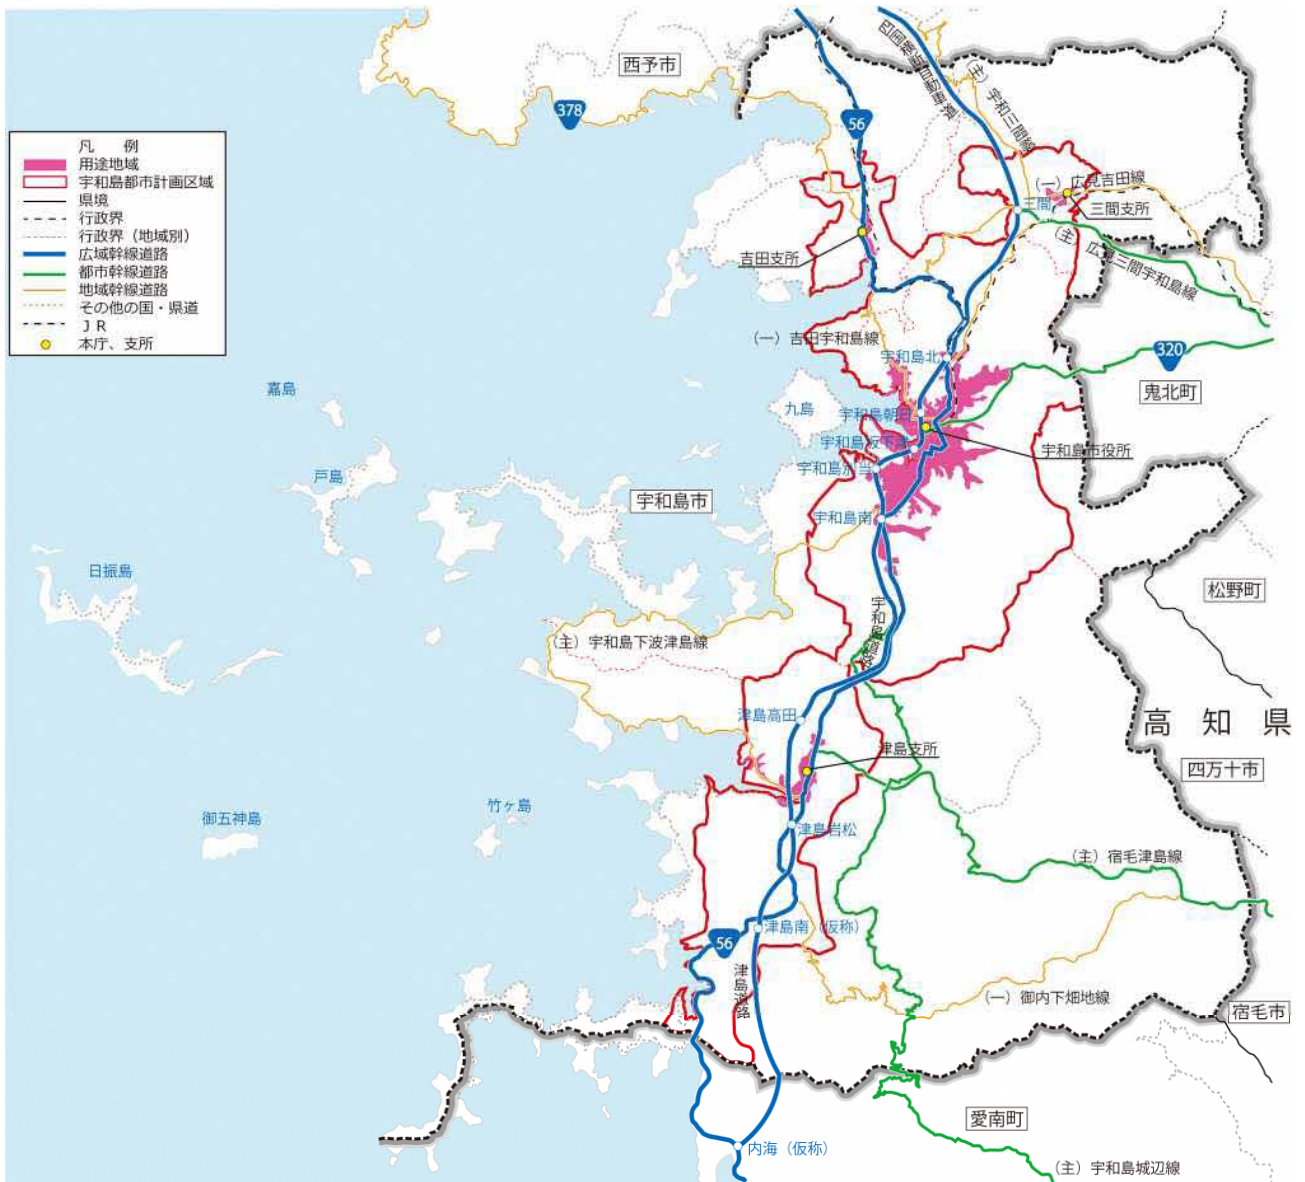 西予市
四国横断自動車道
(主)宇和三間線
378
56
凡　例
用途地域
宇和島都市計画区域
県境
行政界
行政界（地域別）
広域幹線道路
都市幹線道路
地域幹線道路
その他の国・県道
ＪＲ
本庁、支所
(一)広見吉田線
三間
三間支所
(主)広見三間宇和島線
吉田支所
(一)吉田宇和島線
宇和島北
320
鬼北町
嘉島
九島
宇和島朝日
宇和島坂下津
宇和島市役所
宇和島別当
戸島
宇和島市
宇和島南
日振島
松野町
宇和島道路
(主)宇和島下波津島線
高知県
津島高田
津島支所
四万十市
竹ヶ島
御五神島
津島岩松
(主)宿毛津島線
津島南（仮称）
56
津島道路
(一)御内下畑地線
宿毛市
愛南町
内海（仮称）
(主)宇和島城辺線